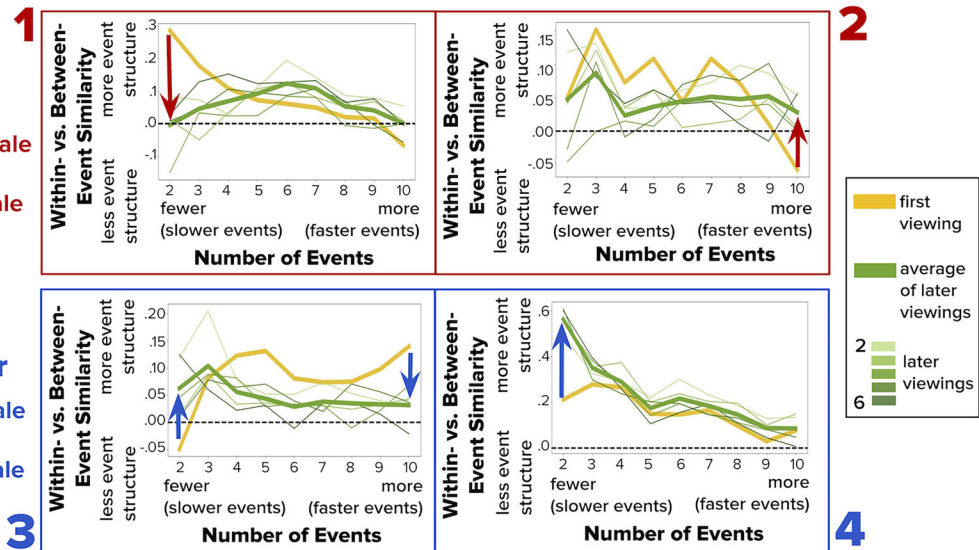 1
2
3
4
ale
ale
r
ale
ale
Within- vs. Between-
Event Similarity
more event
structure
less event
structure
.3
.2
.1
.0
-.1
2 3 4 5 6 7 8 9 10
fewer more
(slower events) (faster events)
Number of Events
Within- vs. Between-
Event Similarity
more event
structure
less event
structure
.15
.10
.05
.00
-.05
2 3 4 5 6 7 8 9 10
fewer more
(slower events) (faster events)
Number of Events
first
viewing
average
of later
viewings
2
later
viewings
6
Within- vs. Between-
Event Similarity
more event
structure
less event
structure
.20
.15
.10
.05
.00
-.05
2 3 4 5 6 7 8 9 10
fewer more
(slower events) (faster events)
Number of Events
Within- vs. Between-
Event Similarity
more event
structure
less event
structure
.6
.4
.2
.0
2 3 4 5 6 7 8 9 10
fewer more
(slower events) (faster events)
Number of Events